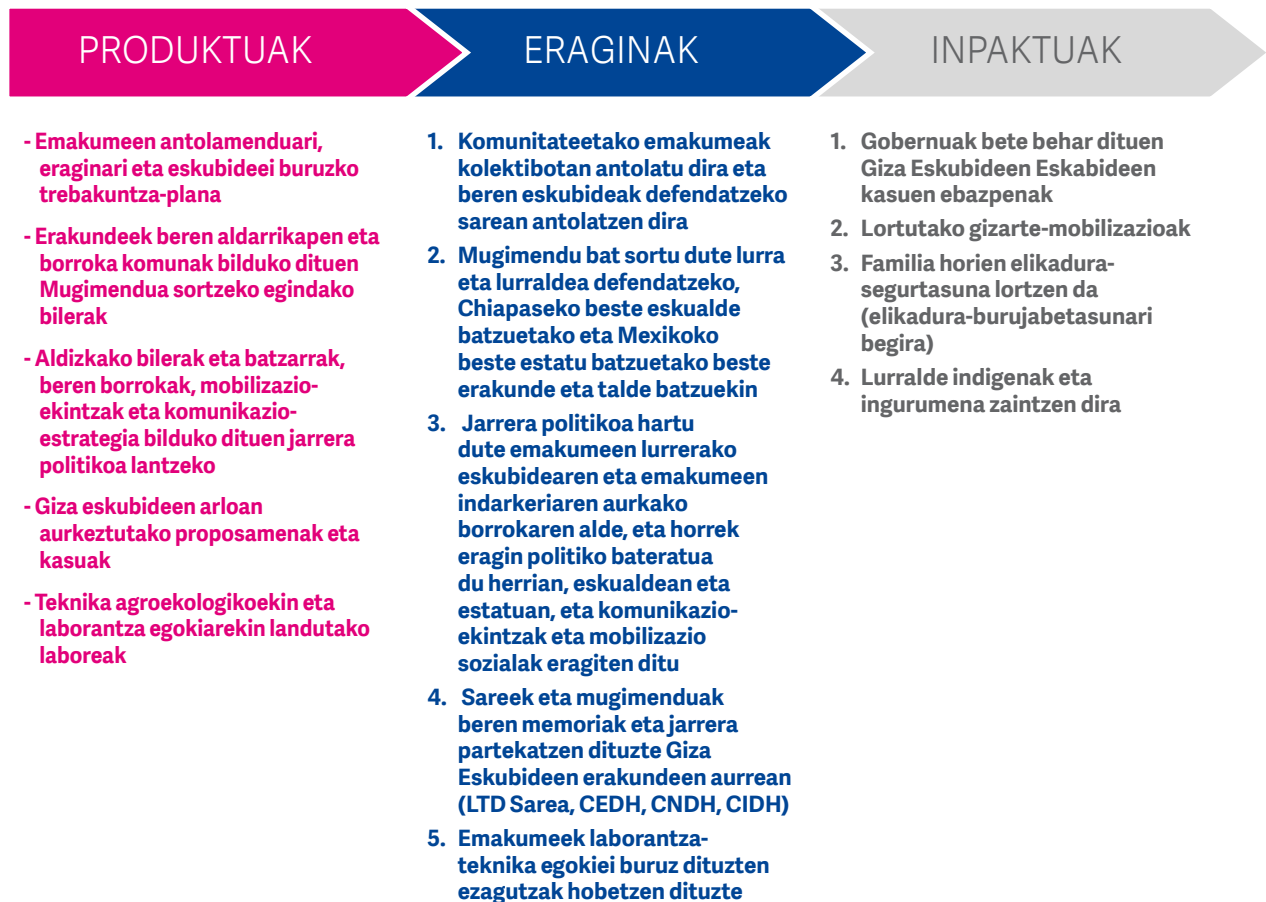 PRODUKTUAK
ERAGINAK
INPAKTUAK
- Emakumeen antolamenduari,
eraginari eta eskubideei buruzko
trebakuntza-plana
- Erakundeek beren aldarrikapen eta
borroka komunak bilduko dituen
Mugimendua sortzeko egindako
bilerak
- Aldizkako bilerak eta batzarrak,
beren borrokak, mobilizazio-
ekintzak eta komunikazio-
estrategia bilduko dituen jarrera
politikoa lantzeko
- Giza eskubideen arloan
aurkeztutako proposamenak eta
kasuak
- Teknika agroekologikoekin eta
laborantza egokiarekin landutako
laboreak
1. Komunitateetako emakumeak
kolektibotan antolatu dira eta
beren eskubideak defendatzeko
sarean antolatzen dira
2. Mugimendu bat sortu dute lurra
eta lurraldea defendatzeko,
Chiapaseko beste eskualde
batzuetako eta Mexikoko
beste estatu batzuetako beste
erakunde eta talde batzuekin
3. Jarrera politikoa hartu
dute emakumeen lurrerako
eskubidearen eta emakumeen
indarkeriaren aurkako
borrokaren alde, eta horrek
eragin politiko bateratua
du herrian, eskualdean eta
estatuan, eta komunikazio-
ekintzak eta mobilizazio
sozialak eragiten ditu
4. Sareek eta mugimenduak
beren memoriak eta jarrera
partekatzen dituzte Giza
Eskubideen erakundeen aurrean
(LTD Sarea, CEDH, CNDH, CIDH)
5. Emakumeek laborantza-
teknika egokiei buruz dituzten
ezagutzak hobetzen dituzte
1. Gobernuak bete behar dituen
Giza Eskubideen Eskabideen
kasuen ebazpenak
2. Lortutako gizarte-mobilizazioak
3. Familia horien elikadura-
segurtasuna lortzen da
(elikadura-burujabetasunari
begira)
4. Lurralde indigenak eta
ingurumena zaintzen dira